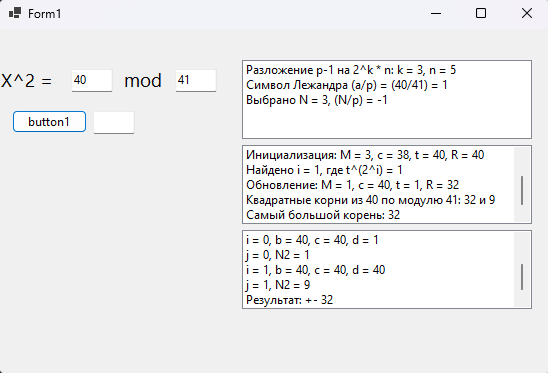 Form1
X^2 = 40 mod 41
button1
Разложение p-1 на 2^k * n: k = 3, n = 5
Символ Лежандра (a/p) = (40/41) = 1
Выбрано N = 3, (N/p) = -1
Инициализация: M = 3, c = 38, t = 40, R = 40
Найдено i = 1, где t^(2^i) = 1
Обновление: M = 1, c = 40, t = 1, R = 32
Квадратные корни из 40 по модулю 41: 32 и 9
Самый большой корень: 32
i = 0, b = 40, c = 40, d = 1
j = 0, N2 = 1
i = 1, b = 40, c = 40, d = 40
j = 1, N2 = 9
Результат: +- 32